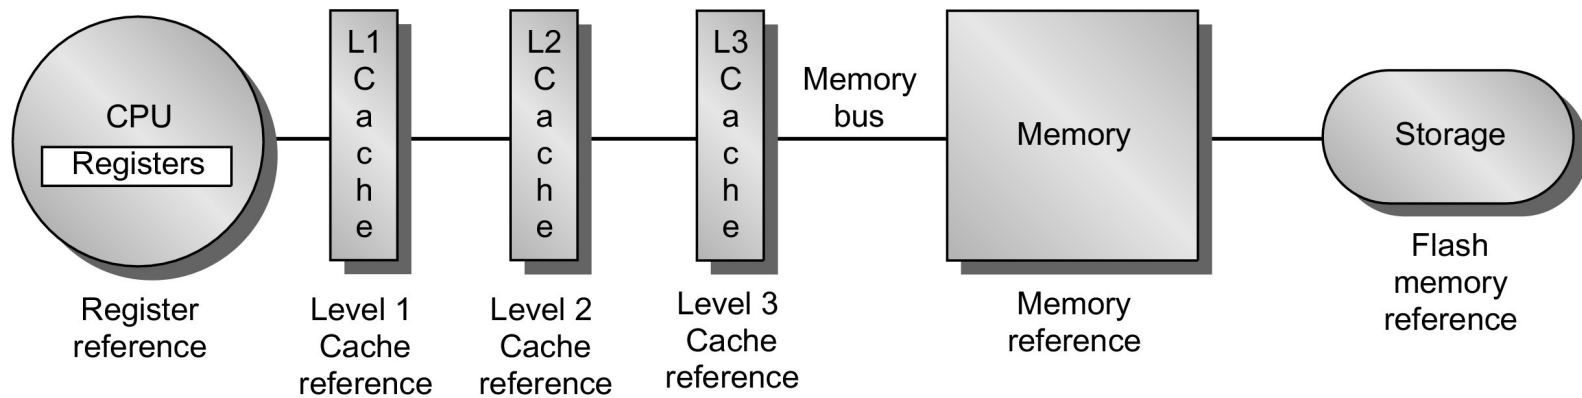 CPU
Registers
L1
C
a
c
h
e
L2
C
a
c
h
e
L3
C
a
c
h
e
Memory
bus
Memory
Storage
Register
reference
Level 1
Cache
reference
Level 2
Cache
reference
Level 3
Cache
reference
Memory
reference
Flash
memory
reference